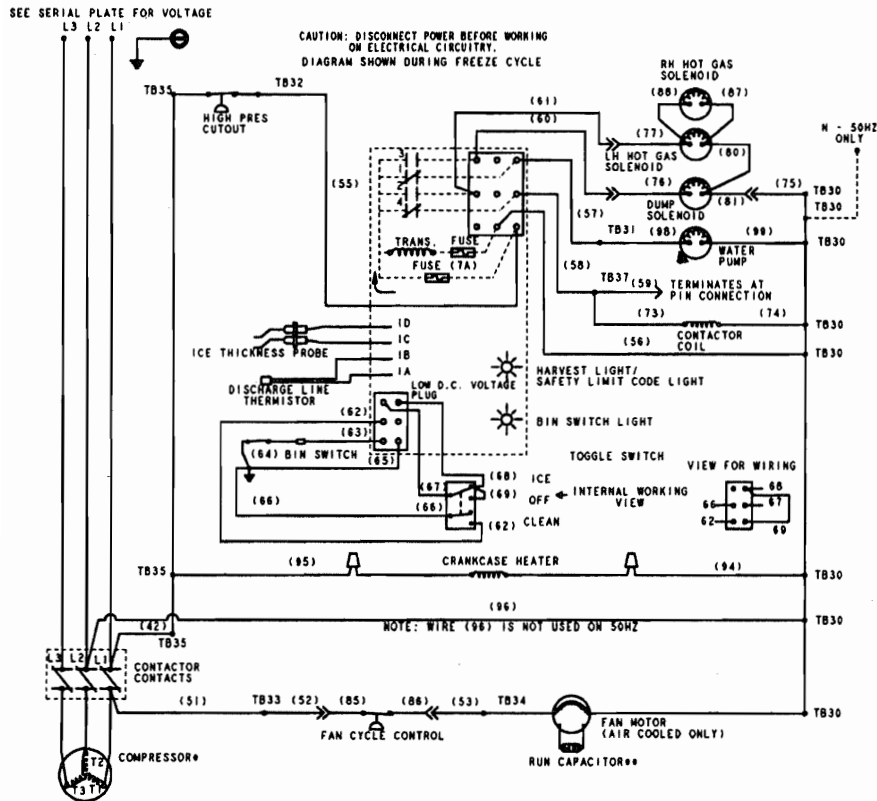 SEE SERIAL PLATE FOR VOLTAGE
L3 L2 L1
CAUTION: DISCONNECT POWER BEFORE WORKING
ON ELECTRICAL CIRCUITRY.
DIAGRAM SHOWN DURING FREEZE CYCLE
RH HOT GAS
SOLENOID
(88) (87)
TB35
TB32
HIGH PRES
CUTOUT
(61)
(60)
(77)
LH HOT GAS
SOLENOID
(80)
N - 50HZ
ONLY
3
1
2
4
(55)
(76)
DUMP
SOLENOID
(81)
(75)
TB30
TB30
(57)
TB31
(98)
(99)
TB30
WATER
PUMP
TRANS.
FUSE
FUSE (7A)
(58)
TB37
(59)
TERMINATES AT
PIN CONNECTION
(73)
(74)
TB30
CONTACTOR
COIL
(56)
TB30
1D
1C
1B
1A
ICE THICKNESS PROBE
DISCHARGE LINE
THERMISTOR
LOW D.C. VOLTAGE
PLUG
HARVEST LIGHT/
SAFETY LIMIT CODE LIGHT
BIN SWITCH LIGHT
(62)
(63)
(64) BIN SWITCH
(65)
(66)
(67)
(66)
(68)
(69)
(62)
ICE
OFF
CLEAN
INTERNAL WORKING
VIEW
TOGGLE SWITCH
VIEW FOR WIRING
68
66
67
62
69
TB35
(95)
CRANKCASE HEATER
(94)
TB30
(96)
TB30
NOTE: WIRE (96) IS NOT USED ON 50HZ
(42)
TB35
L3 L2 L1
CONTACTOR
CONTACTS
(51)
TB33
(52)
(85)
(86)
(53)
TB34
TB30
FAN CYCLE CONTROL
FAN MOTOR
(AIR COOLED ONLY)
RUN CAPACITOR**
COMPRESSOR*
T2
T3 T1